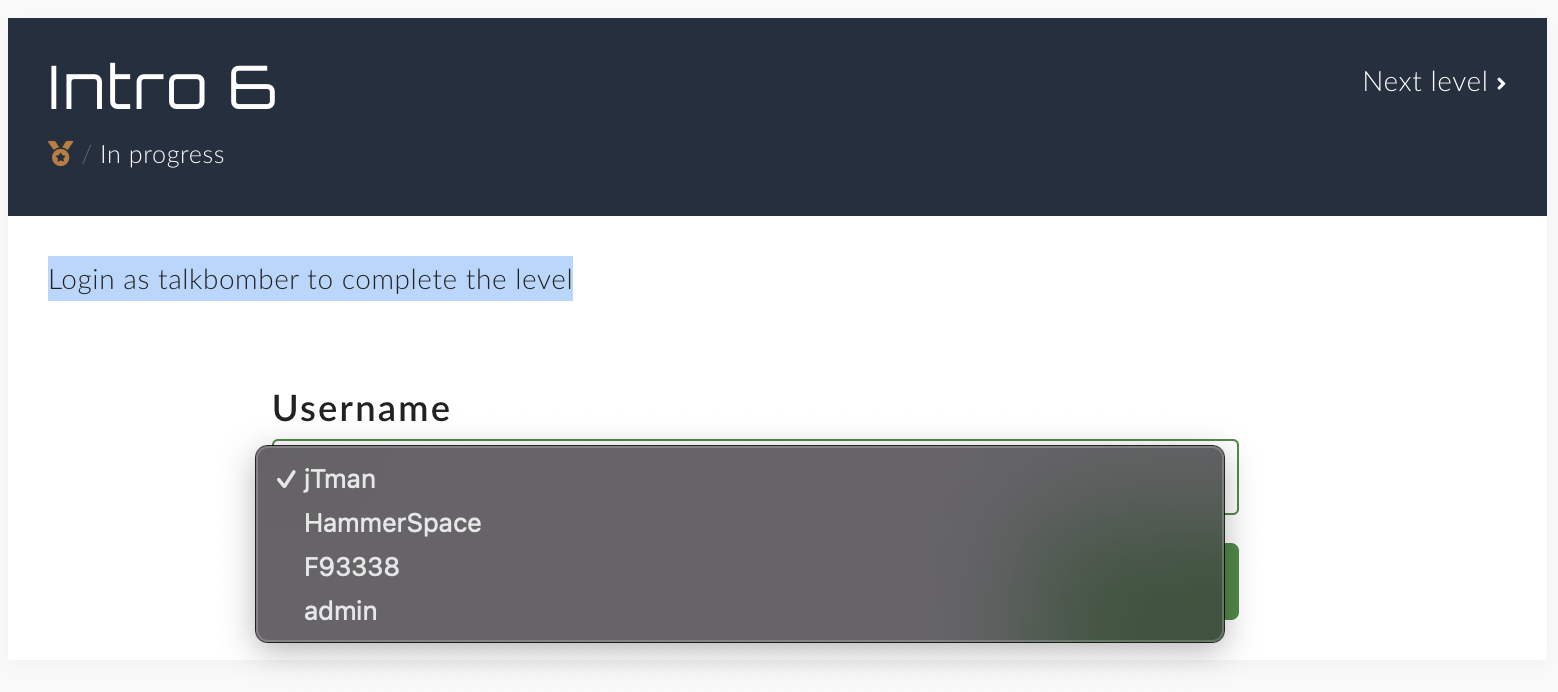 Intro 6
Next level
/ In progress
Login as talkbomber to complete the level
Username
jTman
HammerSpace
F93338
admin